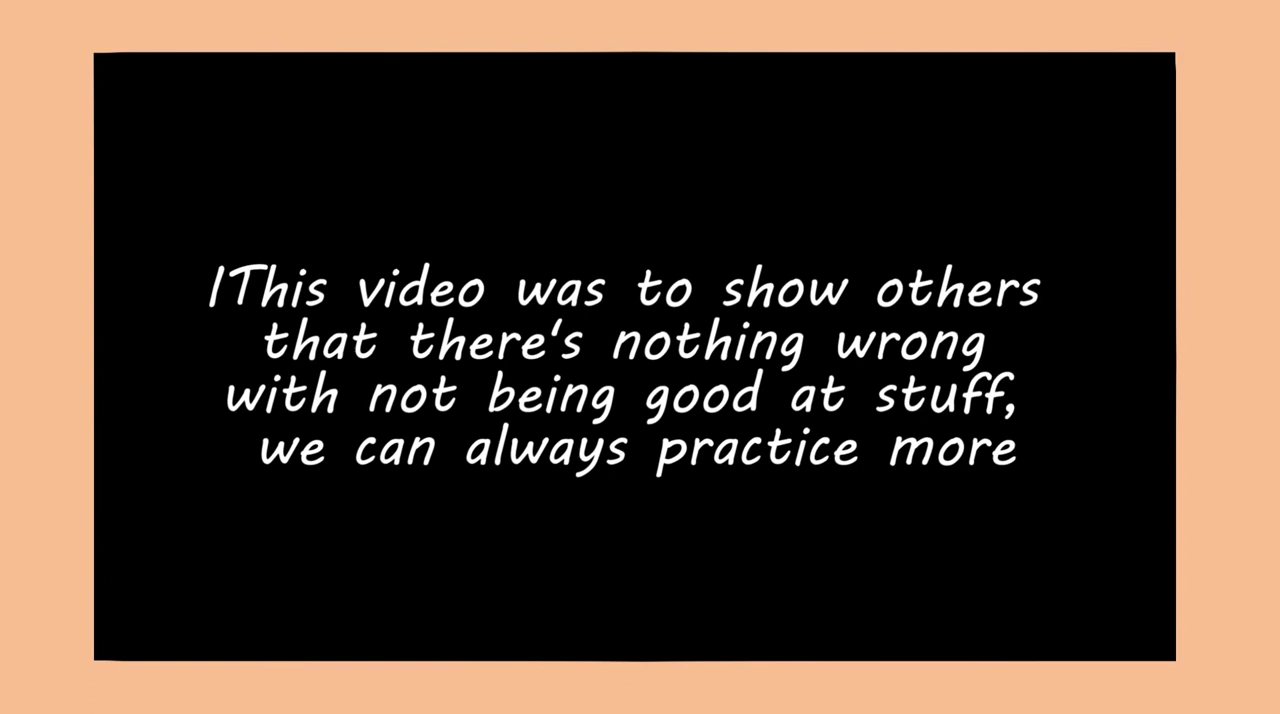 IThis video was to show others
that there's nothing wrong
with not being good at stuff,
we can always practice more